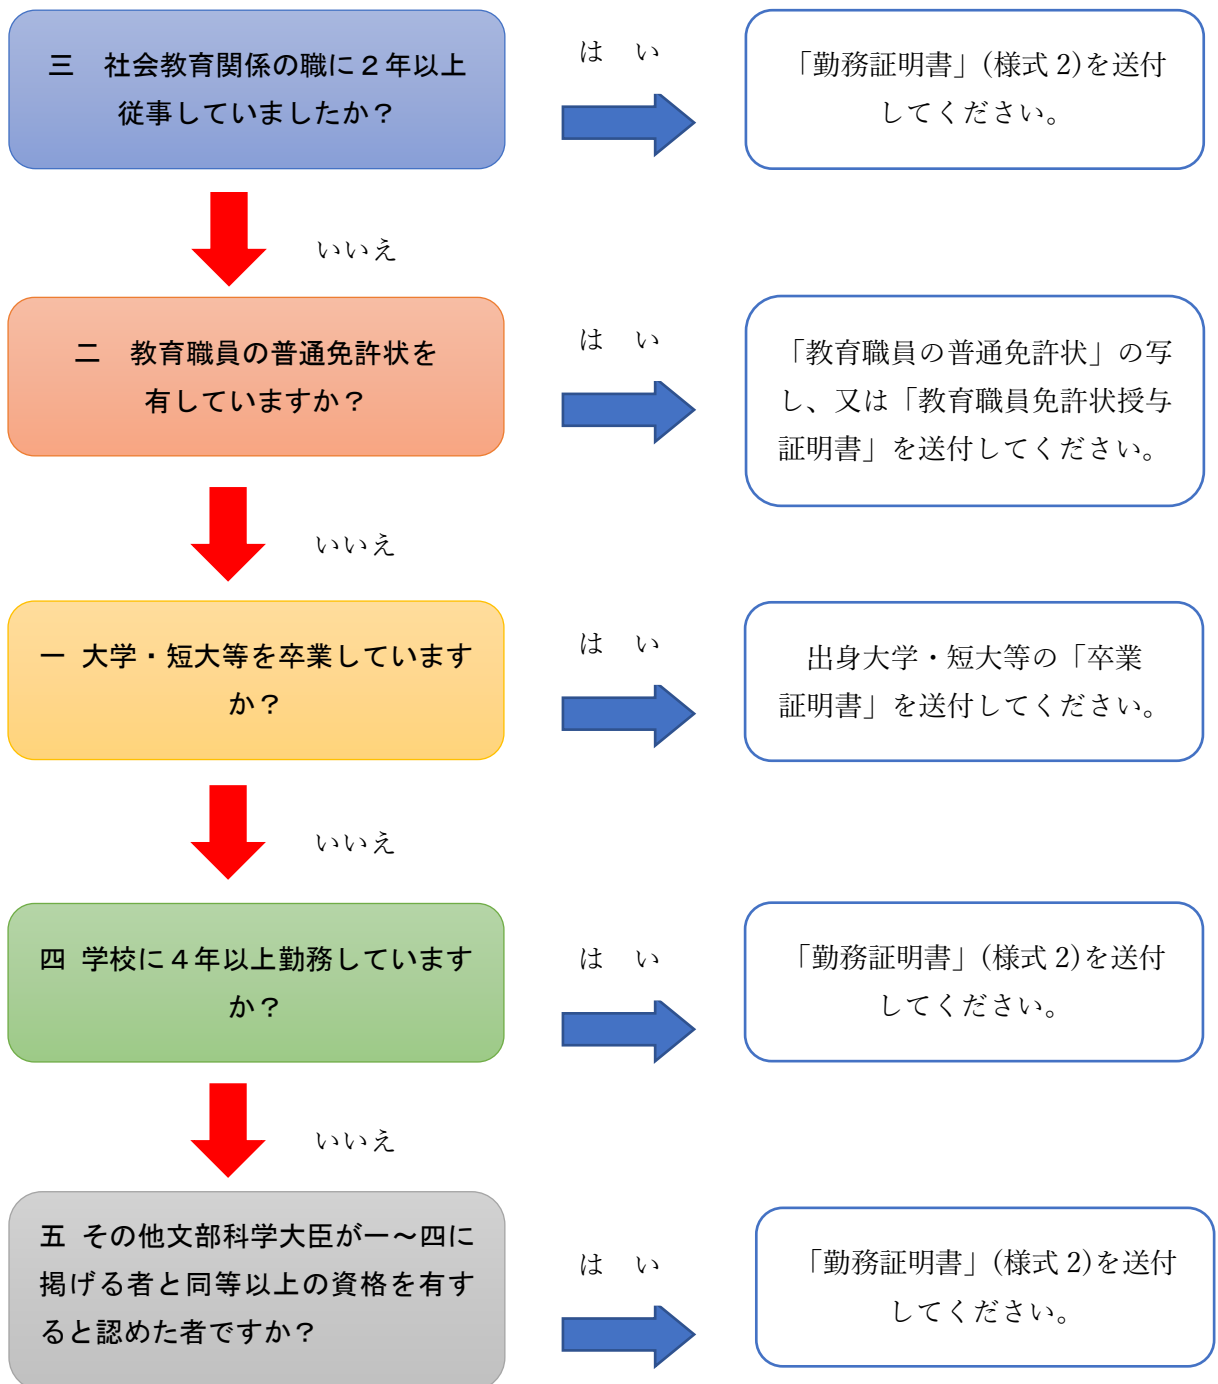 三　社会教育関係の職に２年以上
従事していましたか？
は　い
「勤務証明書」(様式 2)を送付
してください。
いいえ
二　教育職員の普通免許状を
有していますか？
は　い
「教育職員の普通免許状」の写
し、又は「教育職員免許状授与
証明書」を送付してください。
いいえ
一 大学・短大等を卒業しています
か？
は　い
出身大学・短大等の「卒業
証明書」を送付してください。
いいえ
四 学校に４年以上勤務しています
か？
は　い
「勤務証明書」(様式 2)を送付
してください。
いいえ
五 その他文部科学大臣が一～四に
掲げる者と同等以上の資格を有す
ると認めた者ですか？
は　い
「勤務証明書」(様式 2)を送付
してください。